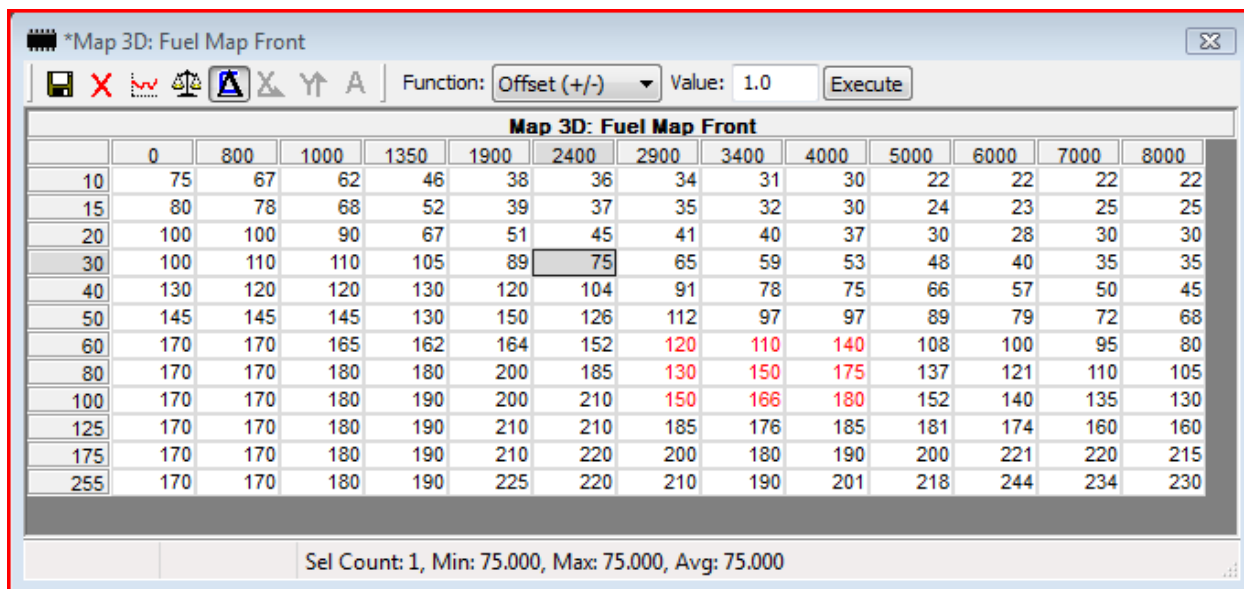 *Map 3D: Fuel Map Front
A Function: Offset (+/-) Value: 1.0 Execute
Map 3D: Fuel Map Front
0 800 1000 1350 1900 2400 2900 3400 4000 5000 6000 7000 8000
10 75 67 62 46 38 36 34 31 30 22 22 22 22
15 80 78 68 52 39 37 35 32 30 24 23 25 25
20 100 100 90 67 51 45 41 40 37 30 28 30 30
30 100 110 110 105 89 75 65 59 53 48 40 35 35
40 130 120 120 130 120 104 91 78 75 66 57 50 45
50 145 145 145 130 150 126 112 97 97 89 79 72 68
60 170 170 165 162 164 152 120 110 140 108 100 95 80
80 170 170 180 180 200 185 130 150 175 137 121 110 105
100 170 170 180 190 200 210 150 166 180 152 140 135 130
125 170 170 180 190 210 210 185 176 185 181 174 160 160
175 170 170 180 190 210 220 200 180 190 200 221 220 215
255 170 170 180 190 225 220 210 190 201 218 244 234 230
Sel Count: 1, Min: 75.000, Max: 75.000, Avg: 75.000